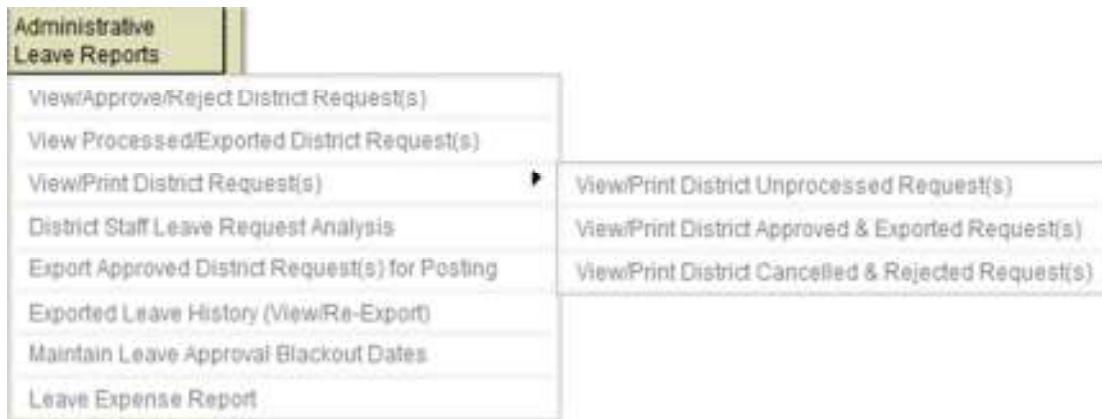 Administrative
Leave Reports
View/Approve/Reject District Request(s)
View Processed/Exported District Request(s)
View/Print District Request(s)
View/Print District Unprocessed Request(s)
District Staff Leave Request Analysis
View/Print District Approved & Exported Request(s)
Export Approved District Request(s) for Posting
View/Print District Cancelled & Rejected Request(s)
Exported Leave History (View/Re-Export)
Maintain Leave Approval Blackout Dates
Leave Expense Report